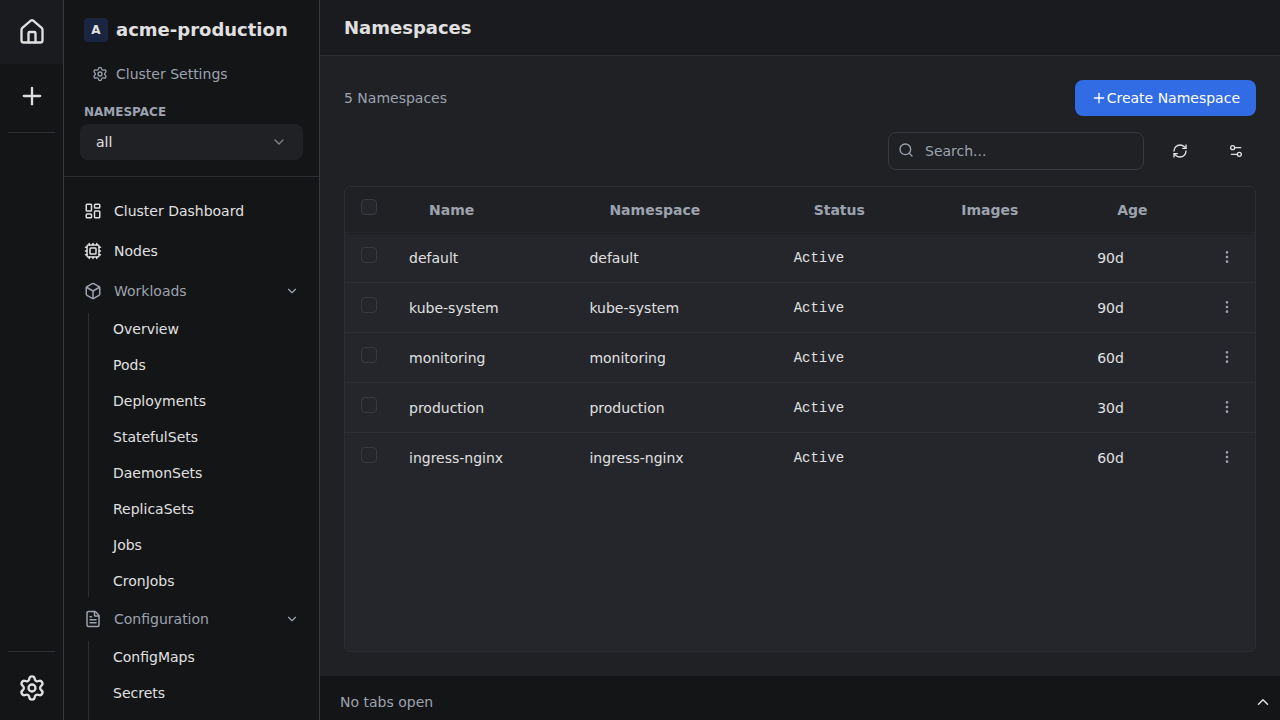 A acme-production
Cluster Settings
NAMESPACE
all
Cluster Dashboard
Nodes
Workloads
Overview
Pods
Deployments
StatefulSets
DaemonSets
ReplicaSets
Jobs
CronJobs
Configuration
ConfigMaps
Secrets
Namespaces
5 Namespaces
Create Namespace
Search...
Name Namespace Status Images Age
default default Active 90d
kube-system kube-system Active 90d
monitoring monitoring Active 60d
production production Active 30d
ingress-nginx ingress-nginx Active 60d
No tabs open